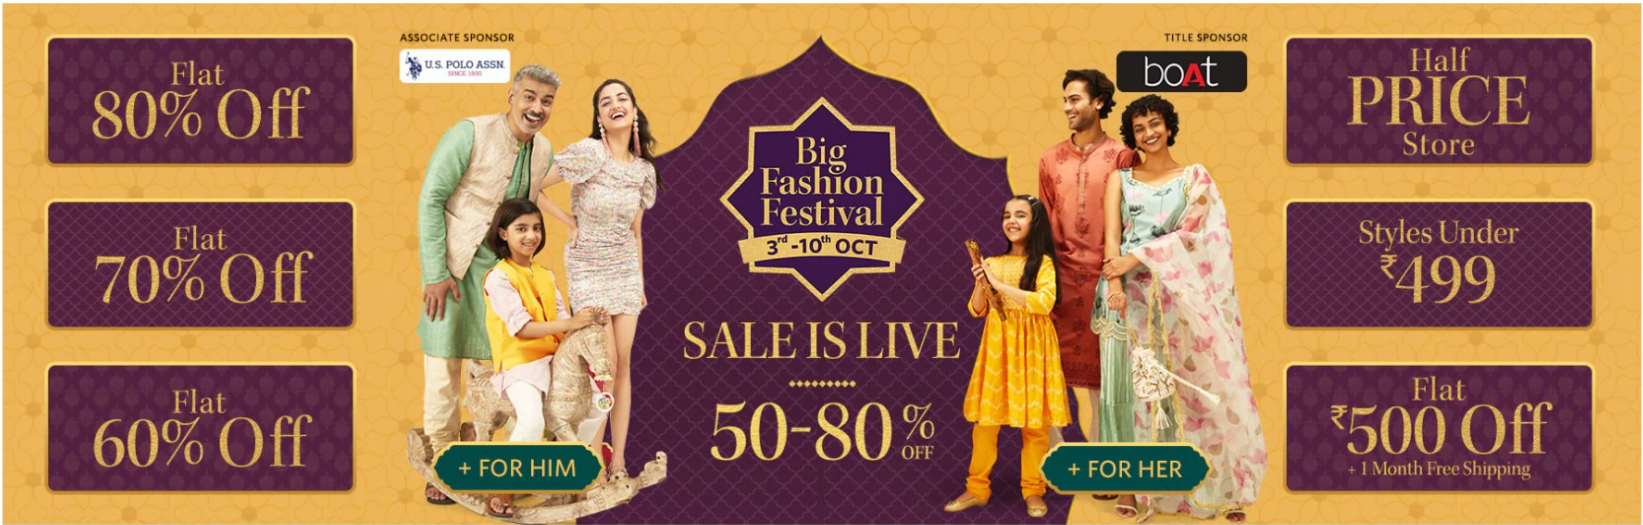 Flat
80% Off
Flat
70% Off
Flat
60% Off
ASSOCIATE SPONSOR
U.S. POLO ASSN.
SINCE 1890
+ FOR HIM
Big
Fashion
Festival
3rd -10th OCT
SALE IS LIVE
50-80%
OFF
TITLE SPONSOR
boAt
+ FOR HER
Half
PRICE
Store
Styles Under
₹499
Flat
₹500 Off
+ 1 Month Free Shipping